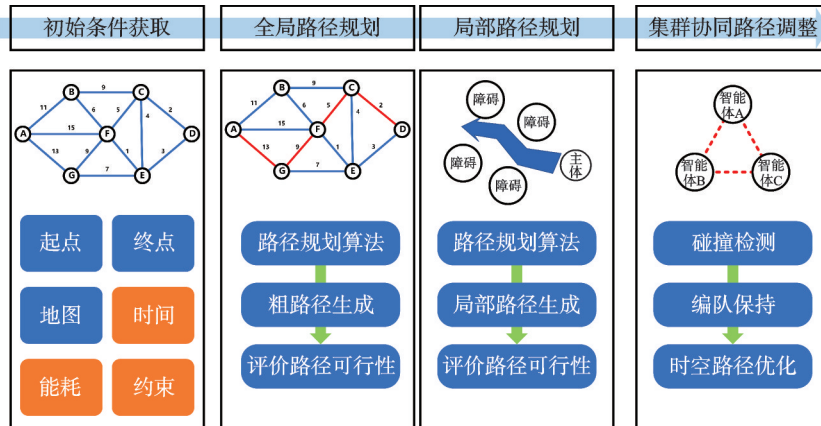 初始条件获取
全局路径规划
局部路径规划
集群协同路径调整
B 9 C
11 6 5 4 2
A 15 F D
13 9 1 3
G 7 E
起点 终点
地图 时间
能耗 约束
B 9 C
11 6 5 4 2
A 15 F D
13 9 1 3
G 7 E
路径规划算法
粗路径生成
评价路径可行性
障碍
障碍
障碍
障碍
主
体
路径规划算法
局部路径生成
评价路径可行性
智能
体A
智能
体B
智能
体C
碰撞检测
编队保持
时空路径优化